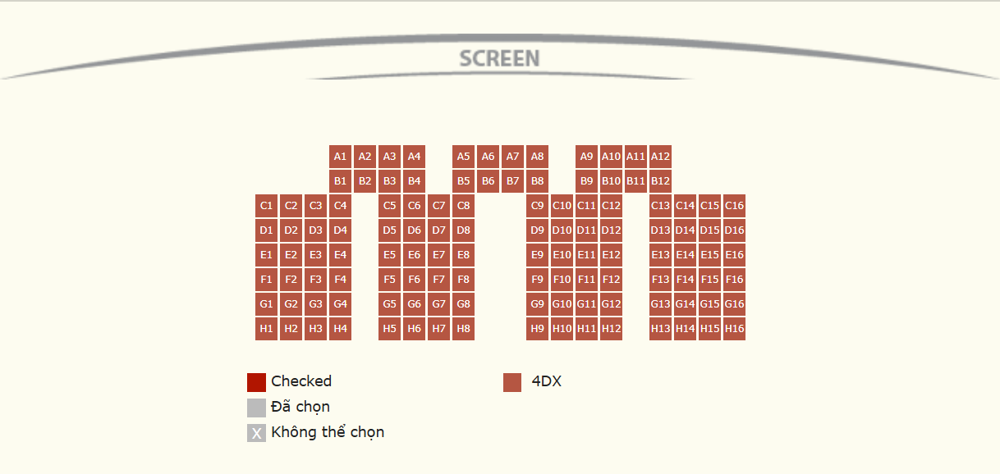 SCREEN
A1 A2 A3 A4 A5 A6 A7 A8 A9 A10 A11 A12
B1 B2 B3 B4 B5 B6 B7 B8 B9 B10 B11 B12
C1 C2 C3 C4 C5 C6 C7 C8 C9 C10 C11 C12 C13 C14 C15 C16
D1 D2 D3 D4 D5 D6 D7 D8 D9 D10 D11 D12 D13 D14 D15 D16
E1 E2 E3 E4 E5 E6 E7 E8 E9 E10 E11 E12 E13 E14 E15 E16
F1 F2 F3 F4 F5 F6 F7 F8 F9 F10 F11 F12 F13 F14 F15 F16
G1 G2 G3 G4 G5 G6 G7 G8 G9 G10 G11 G12 G13 G14 G15 G16
H1 H2 H3 H4 H5 H6 H7 H8 H9 H10 H11 H12 H13 H14 H15 H16
Checked 4DX
Đã chọn
X Không thể chọn